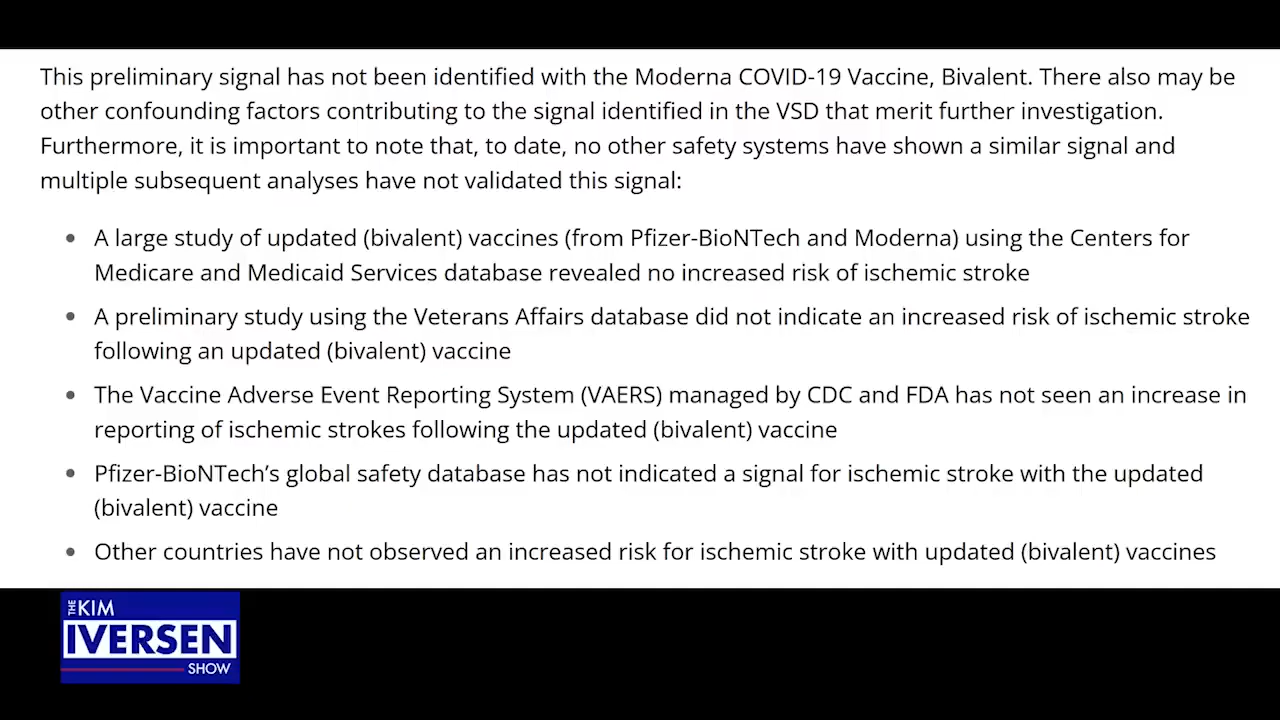 This preliminary signal has not been identified with the Moderna COVID-19 Vaccine, Bivalent. There also may be
other confounding factors contributing to the signal identified in the VSD that merit further investigation.
Furthermore, it is important to note that, to date, no other safety systems have shown a similar signal and
multiple subsequent analyses have not validated this signal:
• A large study of updated (bivalent) vaccines (from Pfizer-BioNTech and Moderna) using the Centers for
Medicare and Medicaid Services database revealed no increased risk of ischemic stroke
• A preliminary study using the Veterans Affairs database did not indicate an increased risk of ischemic stroke
following an updated (bivalent) vaccine
• The Vaccine Adverse Event Reporting System (VAERS) managed by CDC and FDA has not seen an increase in
reporting of ischemic strokes following the updated (bivalent) vaccine
• Pfizer-BioNTech’s global safety database has not indicated a signal for ischemic stroke with the updated
(bivalent) vaccine
• Other countries have not observed an increased risk for ischemic stroke with updated (bivalent) vaccines
THE KIM
IVERSEN
SHOW